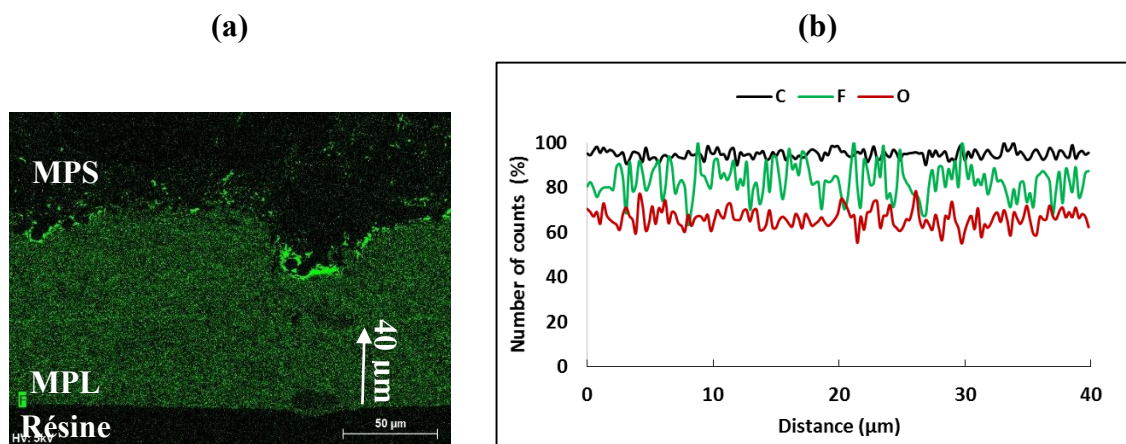 (a)
(b)
MPS
40 µm
MPL
F
Résine
HV: 5kV
50 µm
C F O
Number of counts (%)
100
80
60
40
20
0
0 10 20 30 40
Distance (µm)